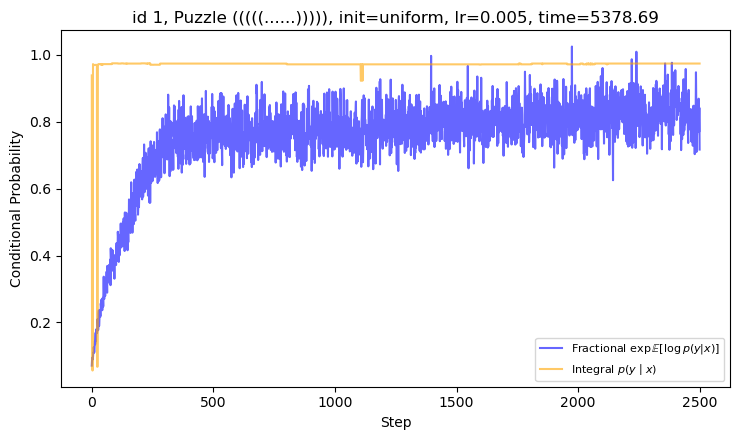 id 1, Puzzle (((((......))))), init=uniform, lr=0.005, time=5378.69
Conditional Probability
1.0
0.8
0.6
0.4
0.2
0
500
1000
1500
2000
2500
Step
Fractional exp𝔼[log p(y|x)]
Integral p(y | x)